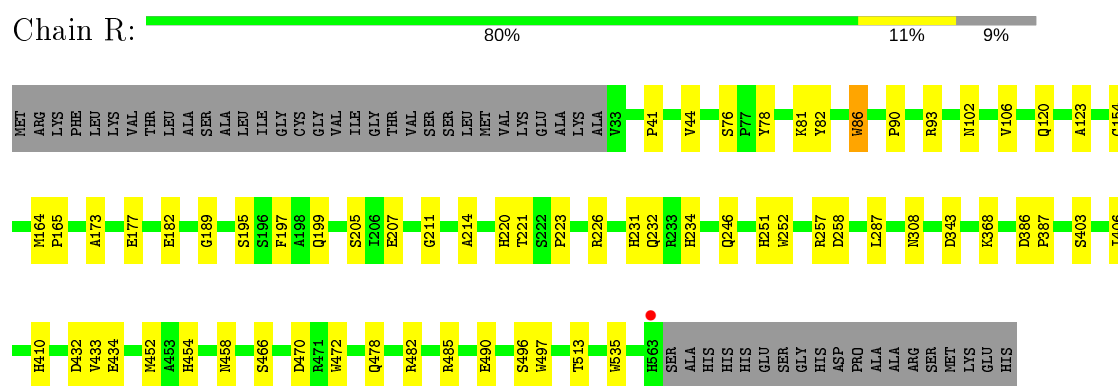 Chain R:
80% 11% 9%
MET ARG LYS PHE LEU LEU LYS VAL THR LEU ALA SER ALA LEU ILE GLY CYS GLY VAL ILE GLY THR VAL SER SER LEU MET VAL LYS GLU ALA LYS ALA V33 P41 V44 S76 P77 Y78 K81 Y82 W86 P90 R93 N102 V106 Q120 A123
M164 P165 A173 E177 E182 G189 S195 S196 F197 A198 Q199 S205 I206 E207 G211 A214 H220 T221 S222 P223 R226 H231 Q232 R233 H234 Q246 H251 W252 R257 D258 L287 N308 D343 K368 D386 P387 S403
H410 D432 V433 E434 M452 A453 H454 N458 S466 D470 R471 W472 Q478 R482 R485 E490 S496 W497 T513 W535 H563 SER ALA HIS HIS HIS GLU SER GLY HIS ASP PRO ALA ALA ARG SER MET LYS GLU HIS